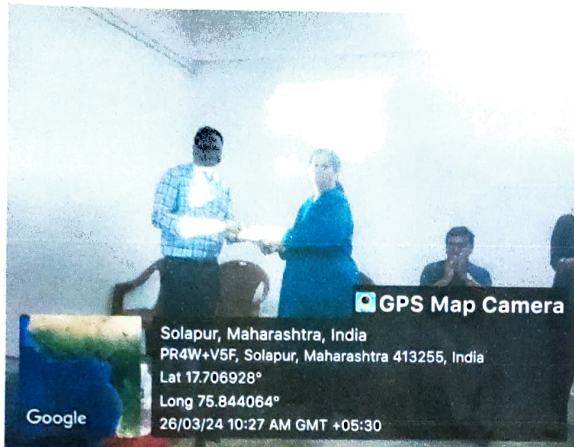 GPS Map Camera
Solapur, Maharashtra, India
PR4W+V5F, Solapur, Maharashtra 413255, India
Lat 17.706928°
Long 75.844064°
26/03/24 10:27 AM GMT +05:30
Google